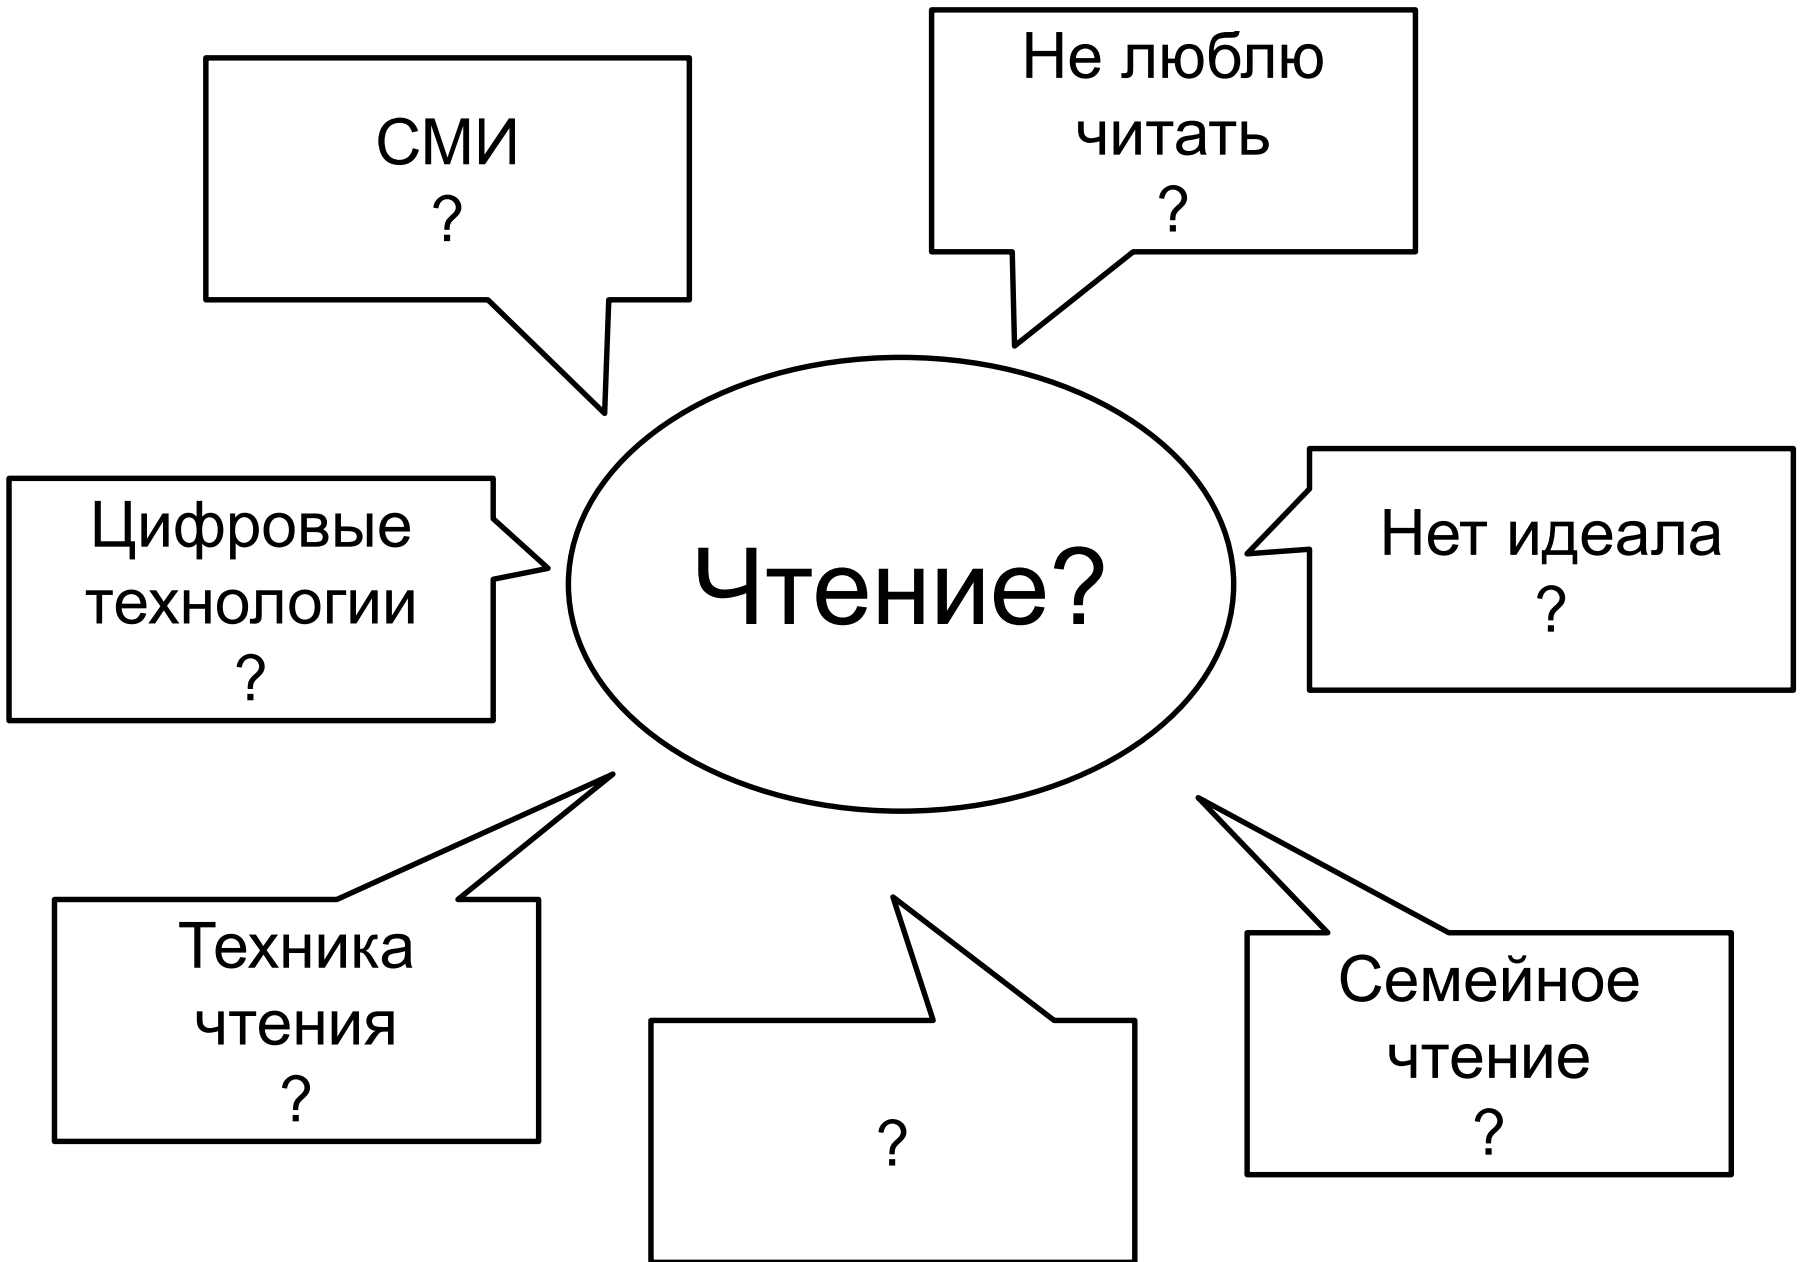 СМИ
?
Не люблю
читать
?
Цифровые
технологии
?
Чтение?
Нет идеала
?
Техника
чтения
?
?
Семейное
чтение
?